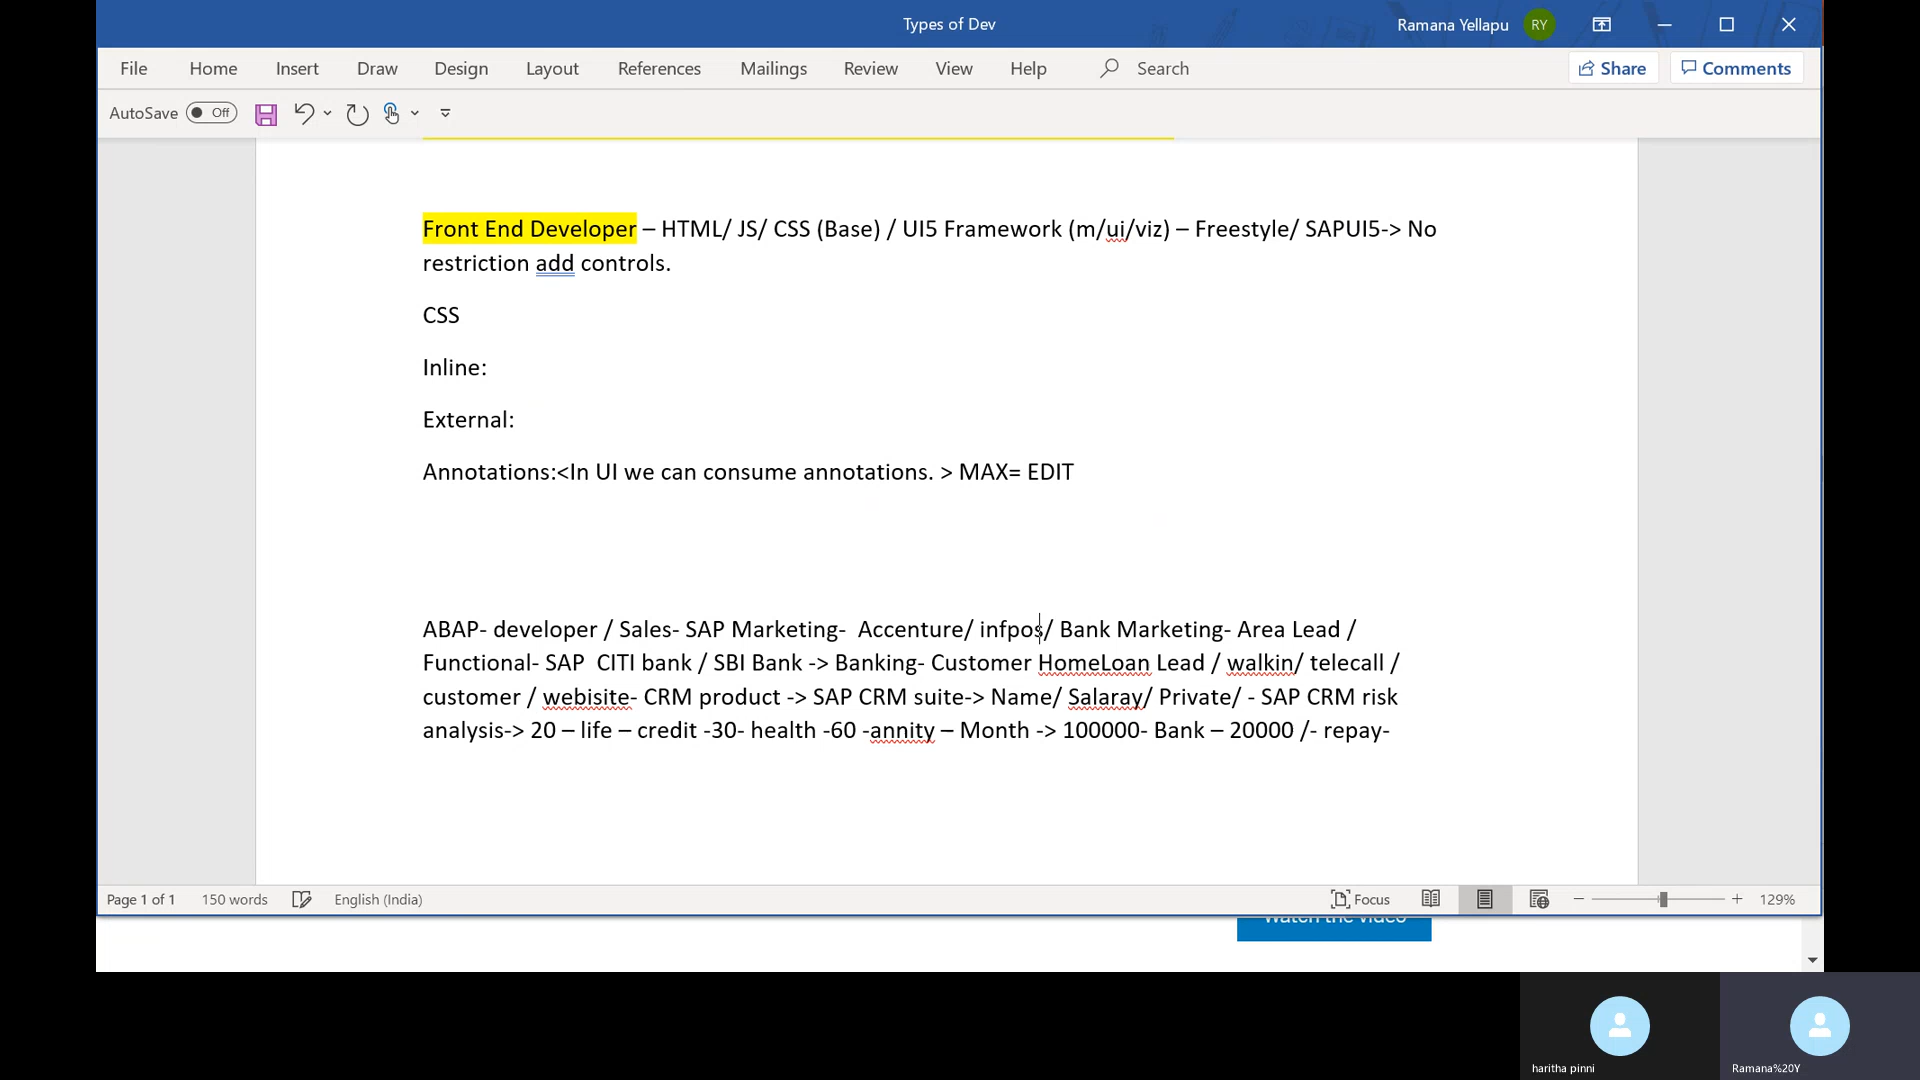 Types of Dev
Ramana Yellapu RY
File Home Insert Draw Design Layout References Mailings Review View Help Search Share Comments
AutoSave Off
Front End Developer – HTML/ JS/ CSS (Base) / UI5 Framework (m/ui/viz) – Freestyle/ SAPUI5-> No
restriction add controls.
CSS
Inline:
External:
Annotations:<In UI we can consume annotations. > MAX= EDIT
ABAP- developer / Sales- SAP Marketing-  Accenture/ infpos/ Bank Marketing- Area Lead /
Functional- SAP  CITI bank / SBI Bank -> Banking- Customer HomeLoan Lead / walkin/ telecall /
customer / webisite- CRM product -> SAP CRM suite-> Name/ Salaray/ Private/ - SAP CRM risk
analysis-> 20 – life – credit -30- health -60 -annity – Month -> 100000- Bank – 20000 /- repay-
Page 1 of 1 150 words English (India) Focus 129%
Watch the video
haritha pinni Ramana%20Y